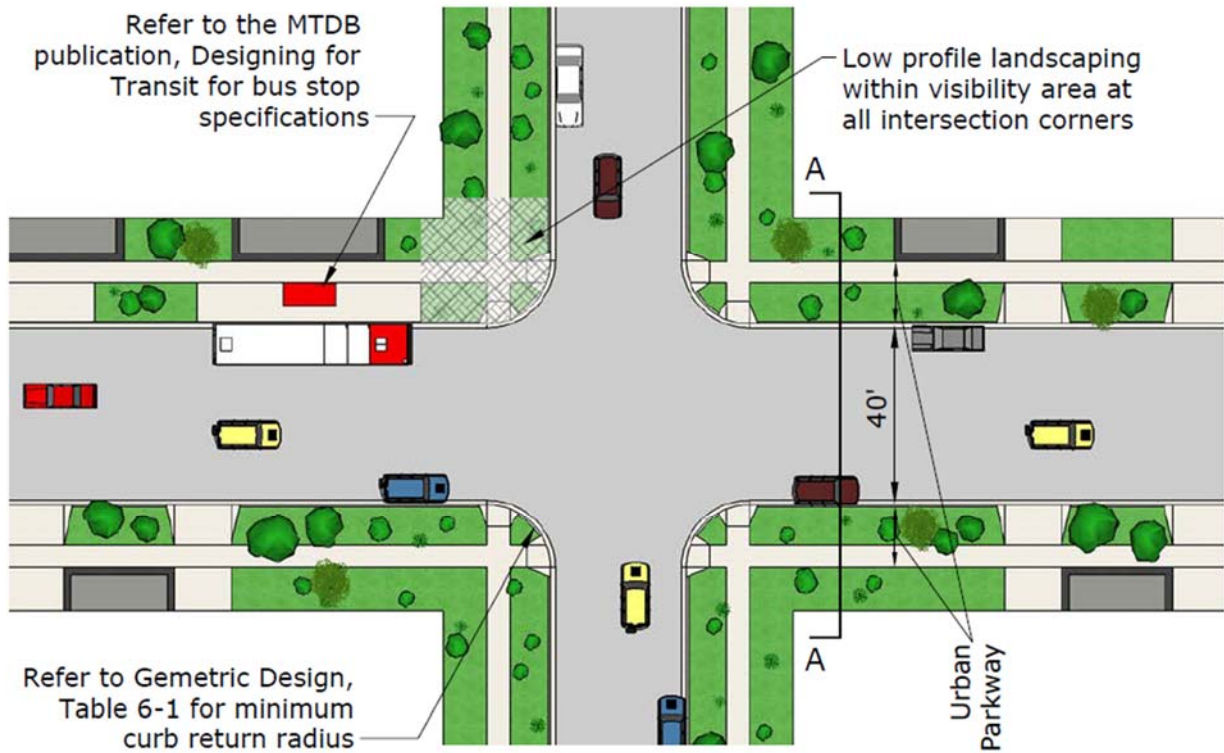 Refer to the MTDB
publication, Designing for
Transit for bus stop
specifications
Low profile landscaping
within visibility area at
all intersection corners
A
40'
A
Urban
Parkway
Refer to Gemetric Design,
Table 6-1 for minimum
curb return radius